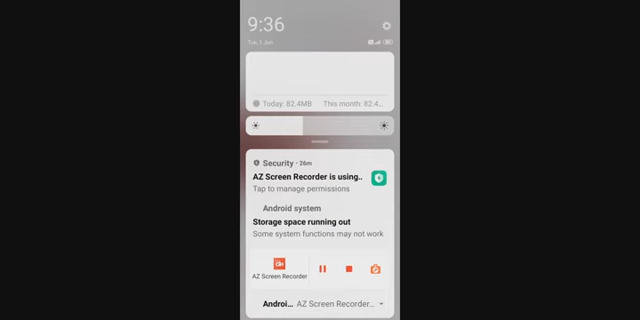 9:36
Tue, 1 Jun
Today: 82.4MB
This month: 82.4...
Security · 26m
AZ Screen Recorder is using..
Tap to manage permissions
Android system
Storage space running out
Some system functions may not work
AZ Screen Recorder
Androi... AZ Screen Recorder...